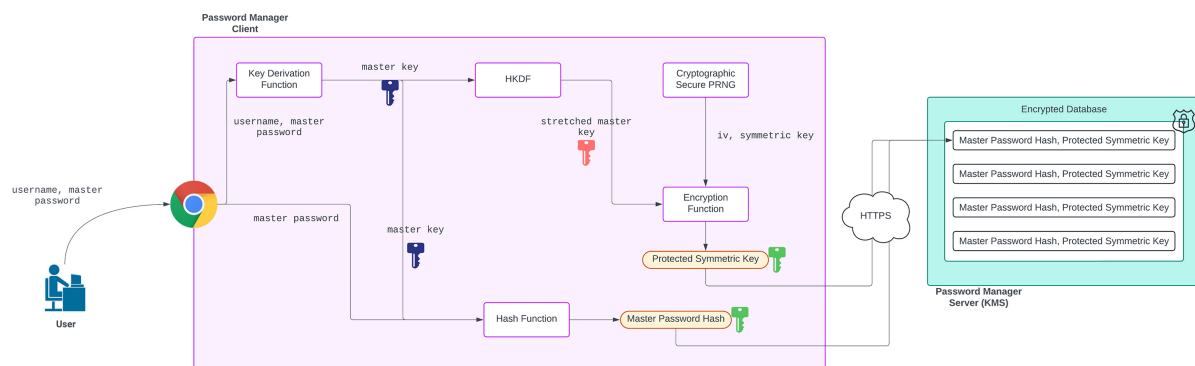 Password Manager
Client
Key Derivation
Function
master key
HKDF
Cryptographic
Secure PRNG
username, master
password
stretched master
key
iv, symmetric key
Encrypted Database
Master Password Hash, Protected Symmetric Key
Master Password Hash, Protected Symmetric Key
Master Password Hash, Protected Symmetric Key
Master Password Hash, Protected Symmetric Key
username, master
password
master password
master key
Encryption
Function
HTTPS
Protected Symmetric Key
Password Manager
Server (KMS)
User
Hash Function
Master Password Hash